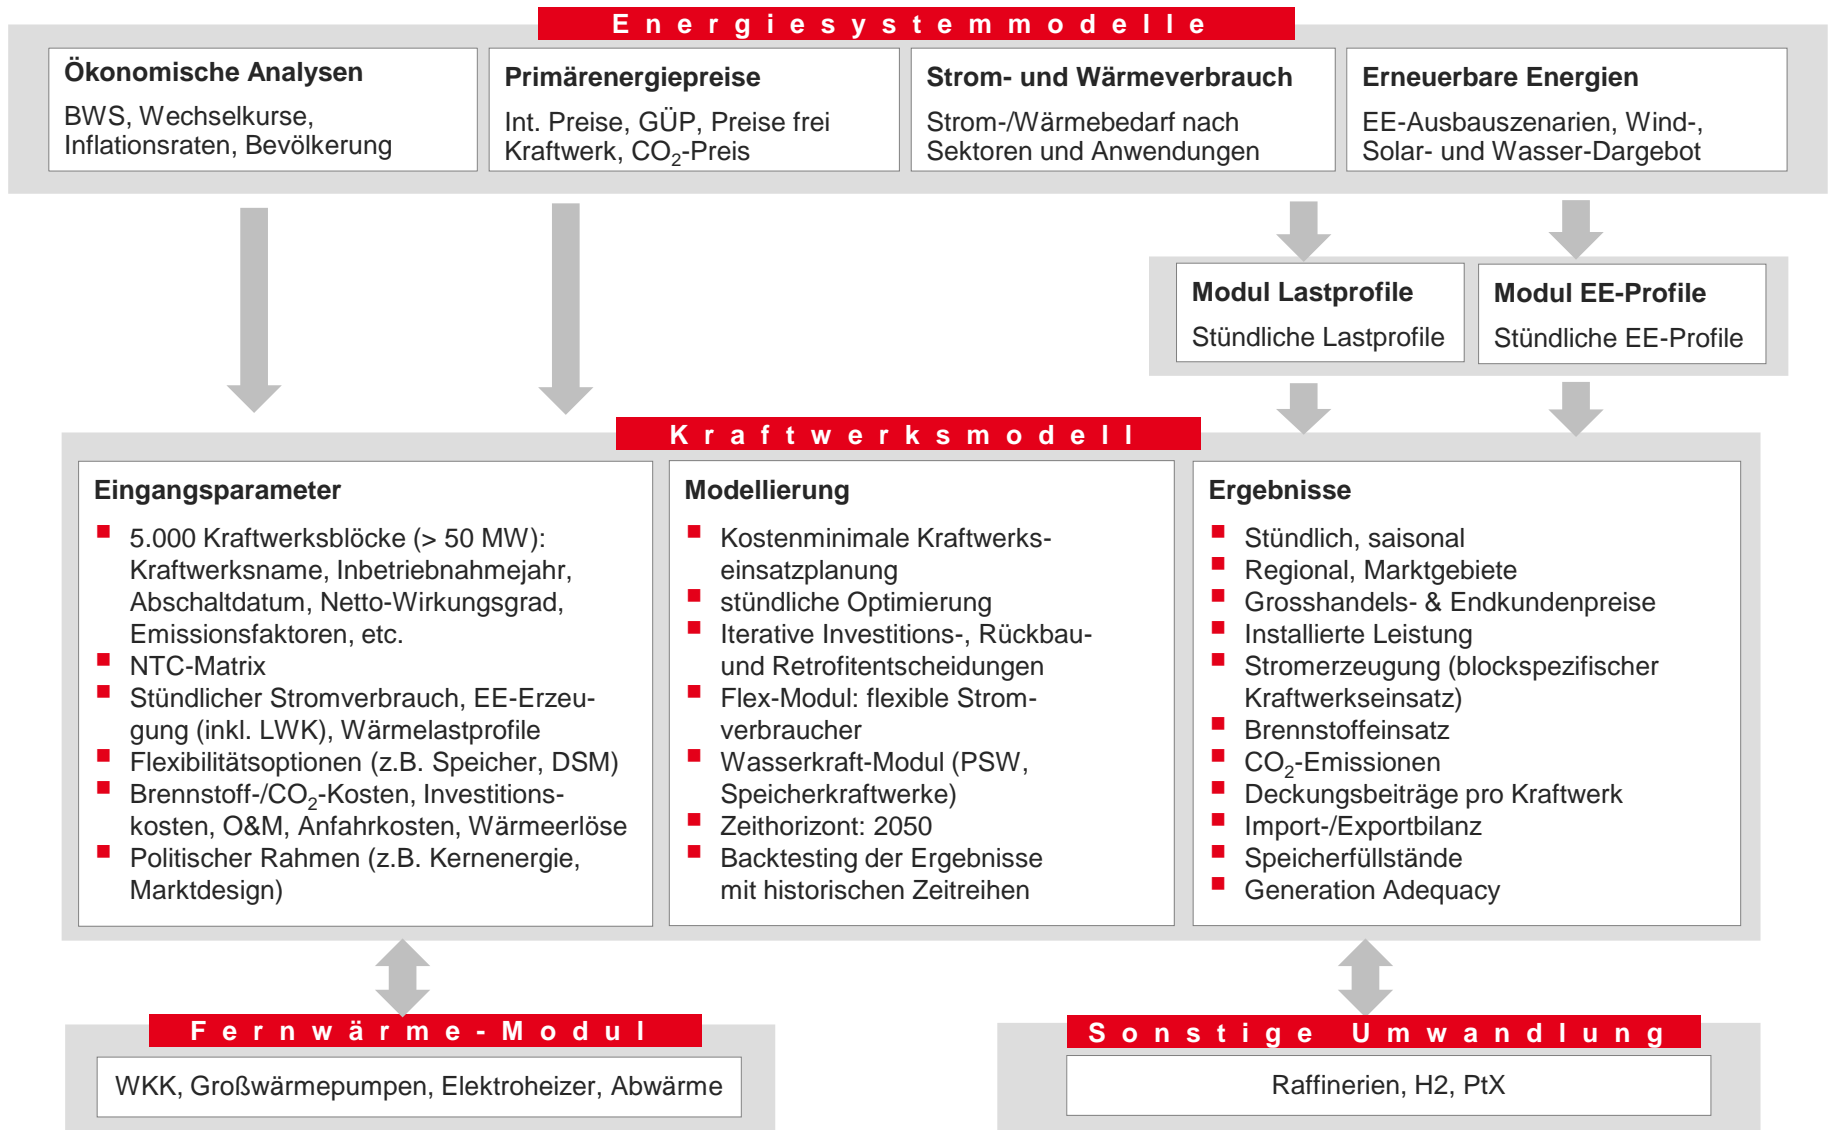 Energiesystemmodelle
Ökonomische Analysen
BWS, Wechselkurse,
Inflationsraten, Bevölkerung
Primärenergiepreise
Int. Preise, GÜP, Preise frei
Kraftwerk, CO₂-Preis
Strom- und Wärmeverbrauch
Strom-/Wärmebedarf nach
Sektoren und Anwendungen
Erneuerbare Energien
EE-Ausbauszenarien, Wind-,
Solar- und Wasser-Dargebot
Modul Lastprofile
Stündliche Lastprofile
Modul EE-Profile
Stündliche EE-Profile
Kraftwerksmodell
Eingangsparameter
5.000 Kraftwerksblöcke (> 50 MW):
Kraftwerksname, Inbetriebnahmejahr,
Abschaltdatum, Netto-Wirkungsgrad,
Emissionsfaktoren, etc.
NTC-Matrix
Stündlicher Stromverbrauch, EE-Erzeu-
gung (inkl. LWK), Wärmelastprofile
Flexibilitätsoptionen (z.B. Speicher, DSM)
Brennstoff-/CO₂-Kosten, Investitions-
kosten, O&M, Anfahrkosten, Wärmeerlöse
Politischer Rahmen (z.B. Kernenergie,
Marktdesign)
Modellierung
Kostenminimale Kraftwerks-
einsatzplanung
stündliche Optimierung
Iterative Investitions-, Rückbau-
und Retrofitentscheidungen
Flex-Modul: flexible Strom-
verbraucher
Wasserkraft-Modul (PSW,
Speicherkraftwerke)
Zeithorizont: 2050
Backtesting der Ergebnisse
mit historischen Zeitreihen
Ergebnisse
Stündlich, saisonal
Regional, Marktgebiete
Grosshandels- & Endkundenpreise
Installierte Leistung
Stromerzeugung (blockspezifischer
Kraftwerkseinsatz)
Brennstoffeinsatz
CO₂-Emissionen
Deckungsbeiträge pro Kraftwerk
Import-/Exportbilanz
Speicherfüllstände
Generation Adequacy
Fernwärme-Modul
WKK, Großwärmepumpen, Elektroheizer, Abwärme
Sonstige Umwandlung
Raffinerien, H2, PtX